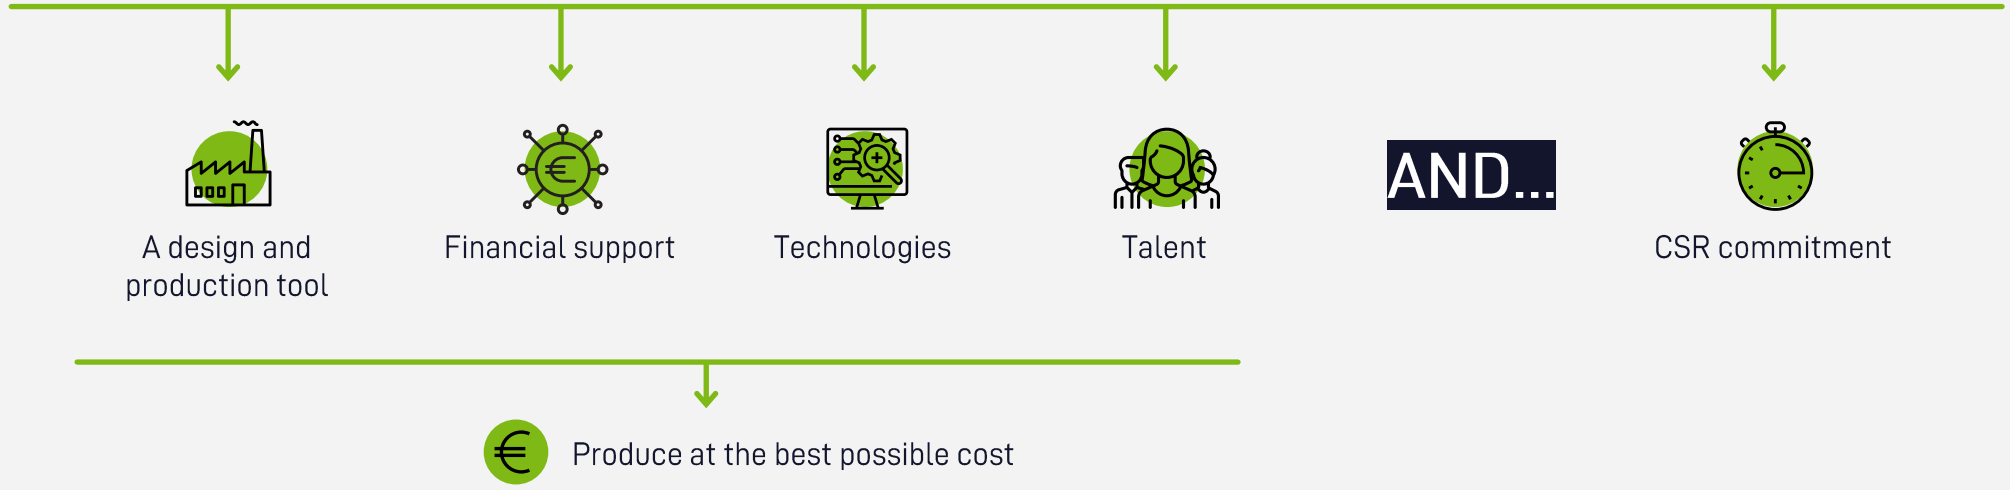 A design and
production tool
Financial support
Technologies
Talent
AND...
CSR commitment
€ Produce at the best possible cost